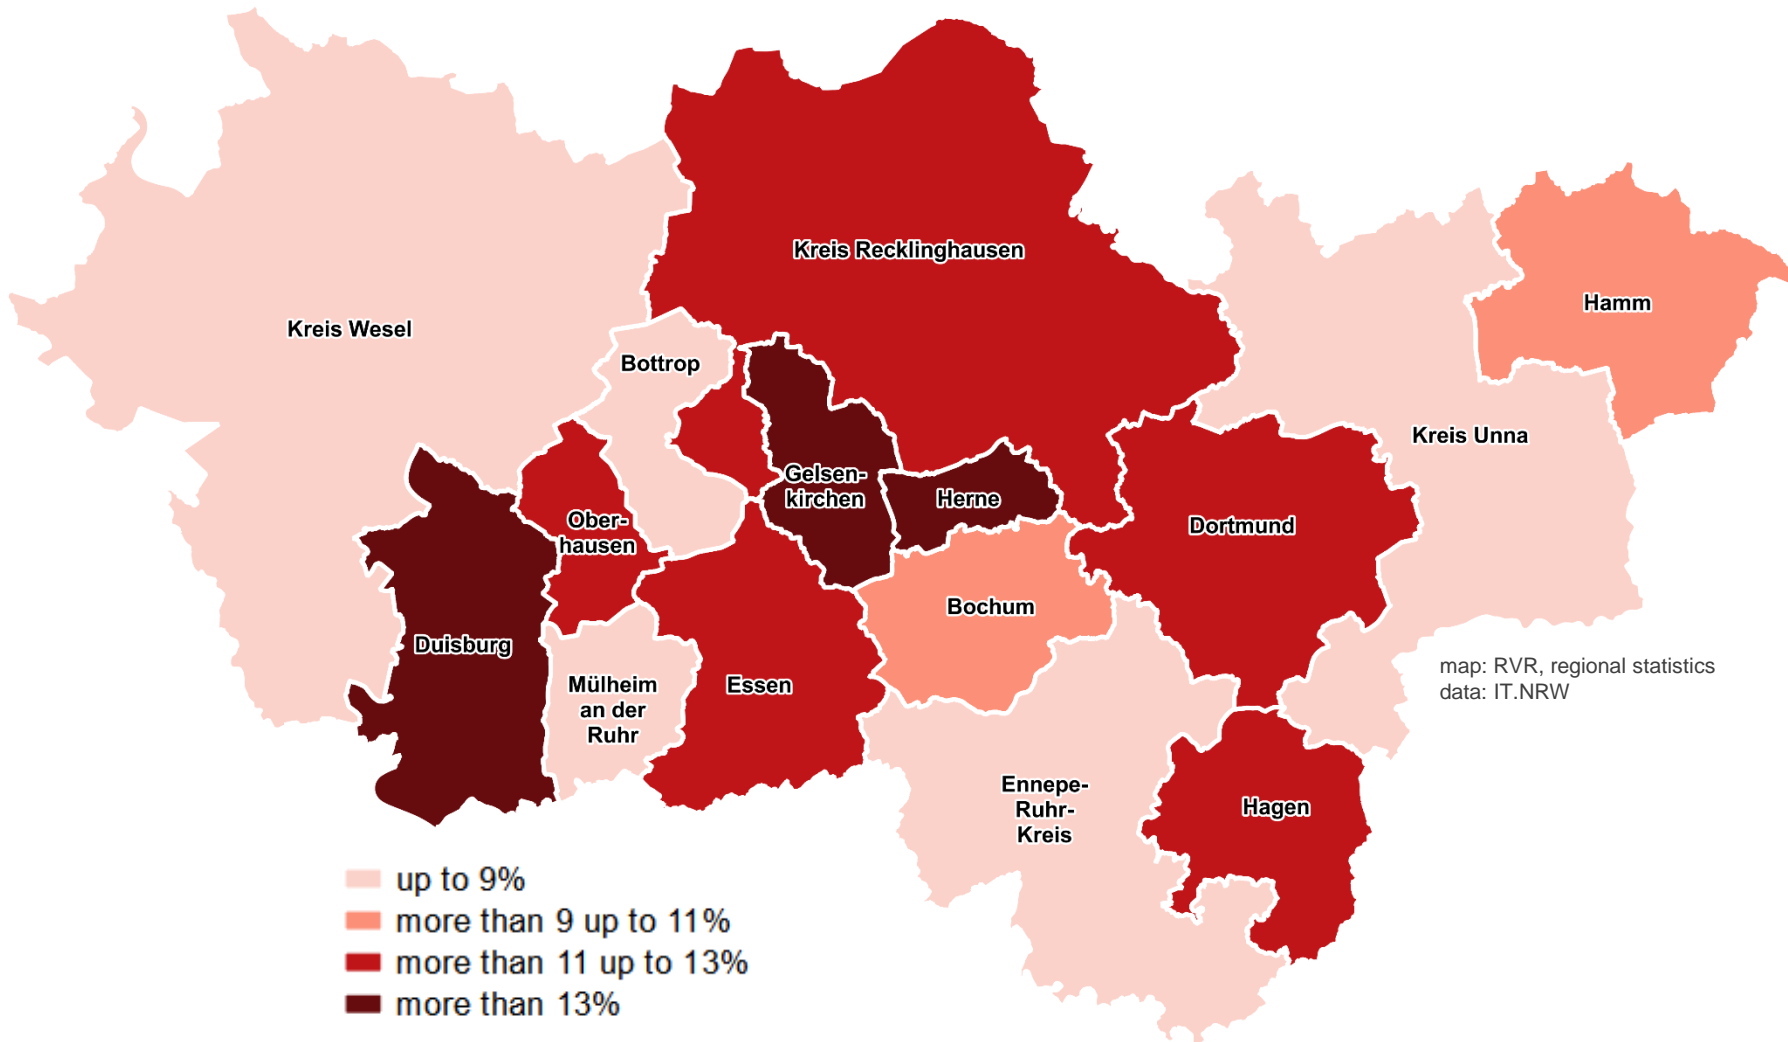 Kreis Recklinghausen
Hamm
Kreis Wesel
Bottrop
Kreis Unna
Gelsen-
kirchen
Herne
Ober-
hausen
Dortmund
Bochum
Duisburg
Mülheim
an der
Ruhr
Essen
map: RVR, regional statistics
data: IT.NRW
Ennepe-
Ruhr-
Kreis
Hagen
up to 9%
more than 9 up to 11%
more than 11 up to 13%
more than 13%